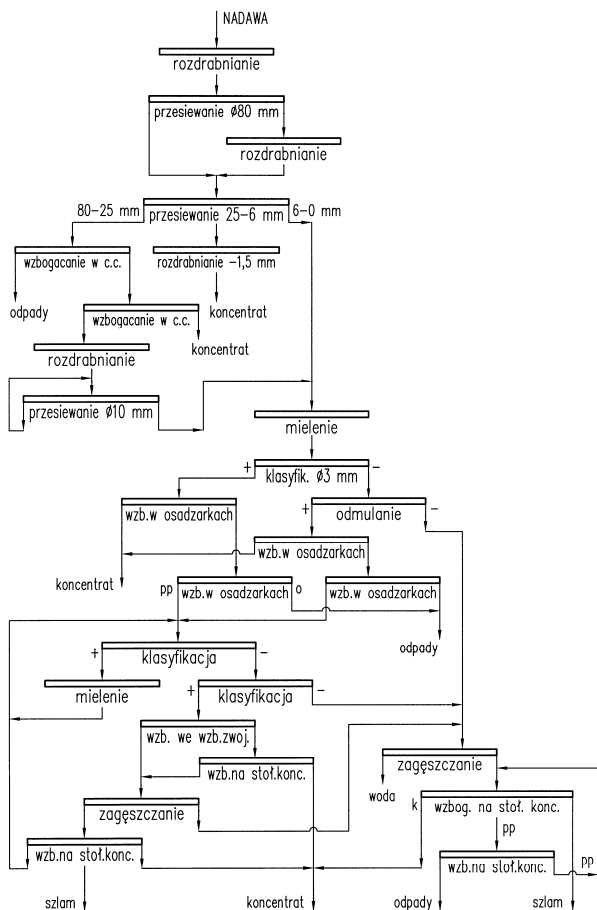 NADAWA
rozdrabnianie
przesiewanie Ø80 mm
rozdrabnianie
80–25 mm
przesiewanie 25–6 mm
6–0 mm
wzbogacanie w c.c.
rozdrabnianie –1,5 mm
odpady
wzbogacanie w c.c.
koncentrat
koncentrat
rozdrabnianie
przesiewanie Ø10 mm
mielenie
+
klasyfik. Ø3 mm
–
wzb.w osadzarkach
+
odmulanie
–
wzb.w osadzarkach
koncentrat
pp
wzb.w osadzarkach
o
wzb.w osadzarkach
odpady
+
klasyfikacja
–
mielenie
+
klasyfikacja
–
wzb. we wzb.zwoj.
wzb.na stoł.konc.
zagęszczanie
woda
zagęszczanie
k
wzbog. na stoł. konc.
pp
wzb.na stoł.konc.
wzb.na stoł.konc.
pp
szlam
koncentrat
odpady
szlam